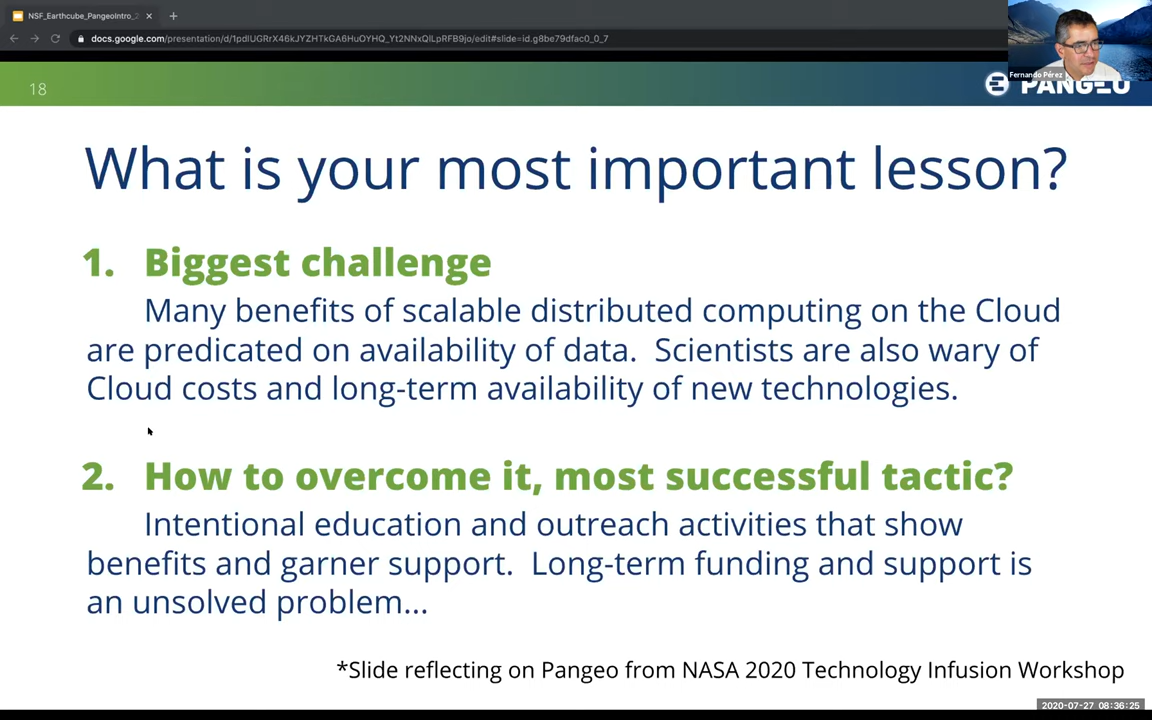 NSF_Earthcube_PangeoIntro_2
docs.google.com/presentation/d/1pdlUGRrX46kJYZHTkGA6HuOYHQ_Yt2NNxQlLpRFB9jo/edit#slide=id.g8be79dfac0_0_7
Fernando Pérez
18
PANGEO
What is your most important lesson?
1. Biggest challenge
Many benefits of scalable distributed computing on the Cloud
are predicated on availability of data. Scientists are also wary of
Cloud costs and long-term availability of new technologies.
2. How to overcome it, most successful tactic?
Intentional education and outreach activities that show
benefits and garner support. Long-term funding and support is
an unsolved problem...
*Slide reflecting on Pangeo from NASA 2020 Technology Infusion Workshop
2020-07-27 08:36:25